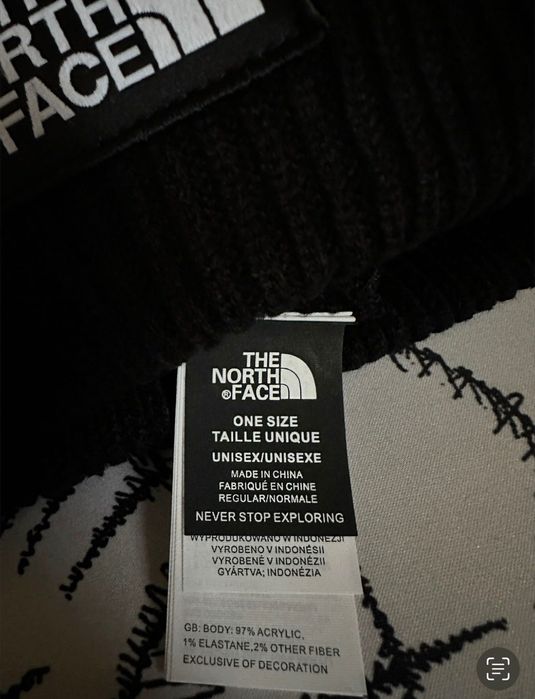 NORTH
FACE
THE
NORTH
®FACE
ONE SIZE
TAILLE UNIQUE
UNISEX/UNISEXE
MADE IN CHINA
FABRIQUÉ EN CHINE
REGULAR/NORMALE
NEVER STOP EXPLORING
WYPRODUKOWANO W INDONEZJI
VYROBENO V INDONÉSII
VYROBENÉ V INDONÉZII
GYÁRTVA; INDONÉZIA
GB: BODY: 97% ACRYLIC,
1% ELASTANE,2% OTHER FIBER
EXCLUSIVE OF DECORATION